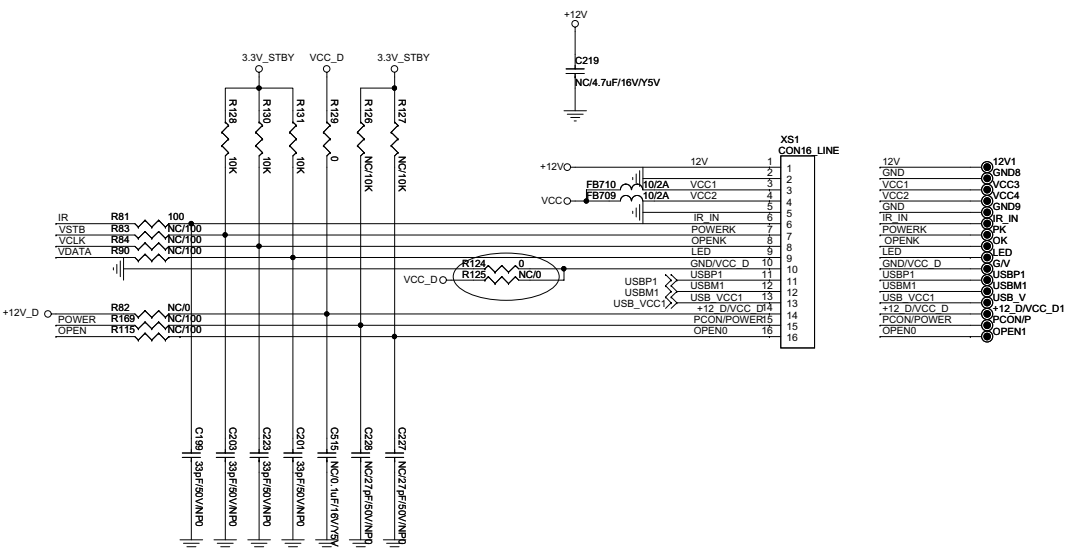 +12V
C219
NC/4.7uF/16V/Y5V
3.3V_STBY
VCC_D
3.3V_STBY
R128
10K
R130
10K
R131
10K
R129
0
R126
NC/10K
R127
NC/10K
XS1
CON16_LINE
+12V
12V 1 1
2 2
FB710 10/2A VCC1 3 3
VCC
FB709 10/2A VCC2 4 4
5 5
IR_IN 6 6
POWERK 7 7
OPENK 8 8
LED 9 9
GND/VCC_D 10 10
USBP1 USBP1 11 11
USBM1 USBM1 12 12
USB_VCC1 USB_VCC1 13 13
+12_D/VCC_D 14 14
PCON/POWER 15 15
OPEN0 16 16
IR R81 100
VSTB R83 NC/100
VCLK R84 NC/100
VDATA R90 NC/100
R124 0
VCC_D R125 NC/0
+12V_D R82 NC/0
POWER R169 NC/100
OPEN R115 NC/100
12V 12V1
GND GND8
VCC1 VCC3
VCC2 VCC4
GND GND9
IR_IN IR_IN
POWERK PK
OPENK OK
LED LED
GND/VCC_D G/V
USBP1 USBP1
USBM1 USBM1
USB_VCC1 USB_V
+12_D/VCC_D +12_D/VCC_D1
PCON/POWER PCON/P
OPEN0 OPEN1
C199
33pF/50V/NP0
C203
33pF/50V/NP0
C223
33pF/50V/NP0
C201
33pF/50V/NP0
C515
NC/0.1uF/16V/Y5V
C228
NC/27pF/50V/NP0
C227
NC/27pF/50V/NP0